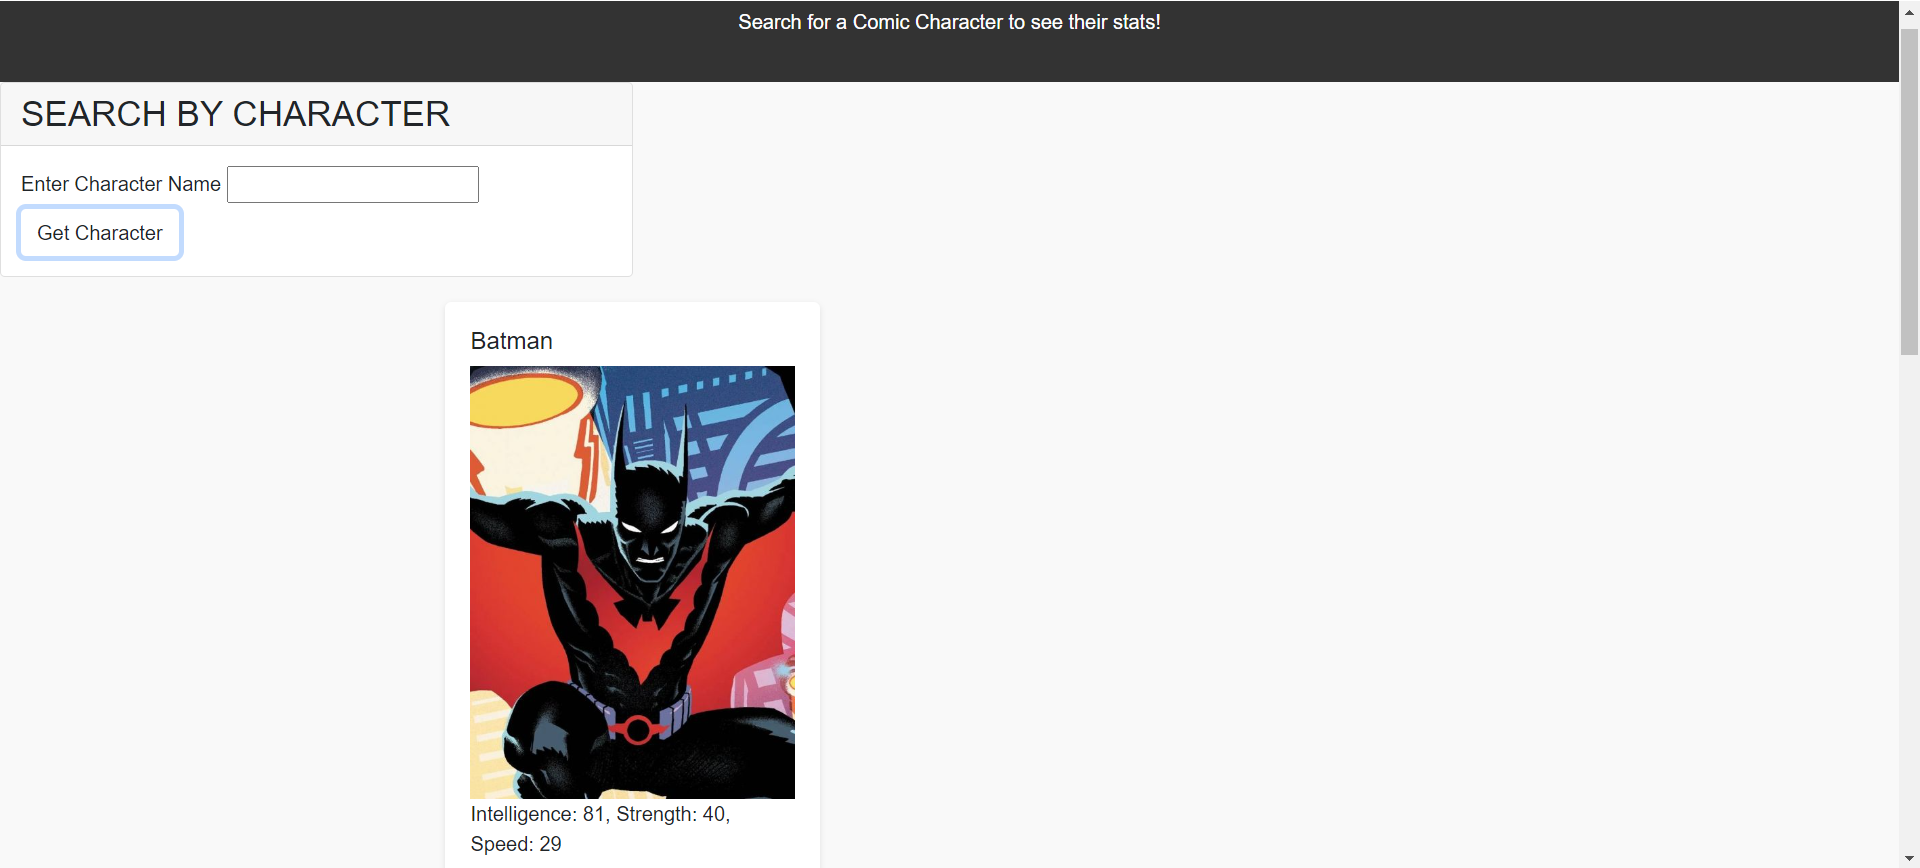 Search for a Comic Character to see their stats!
SEARCH BY CHARACTER
Enter Character Name
Get Character
Batman
Intelligence: 81, Strength: 40,
Speed: 29